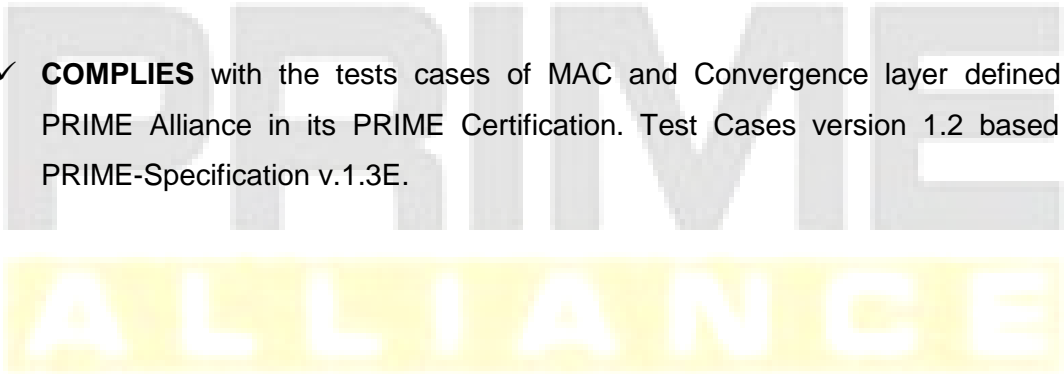 PRIME
✓ COMPLIES with the tests cases of MAC and Convergence layer defined
PRIME Alliance in its PRIME Certification. Test Cases version 1.2 based
PRIME-Specification v.1.3E.
ALLIANCE